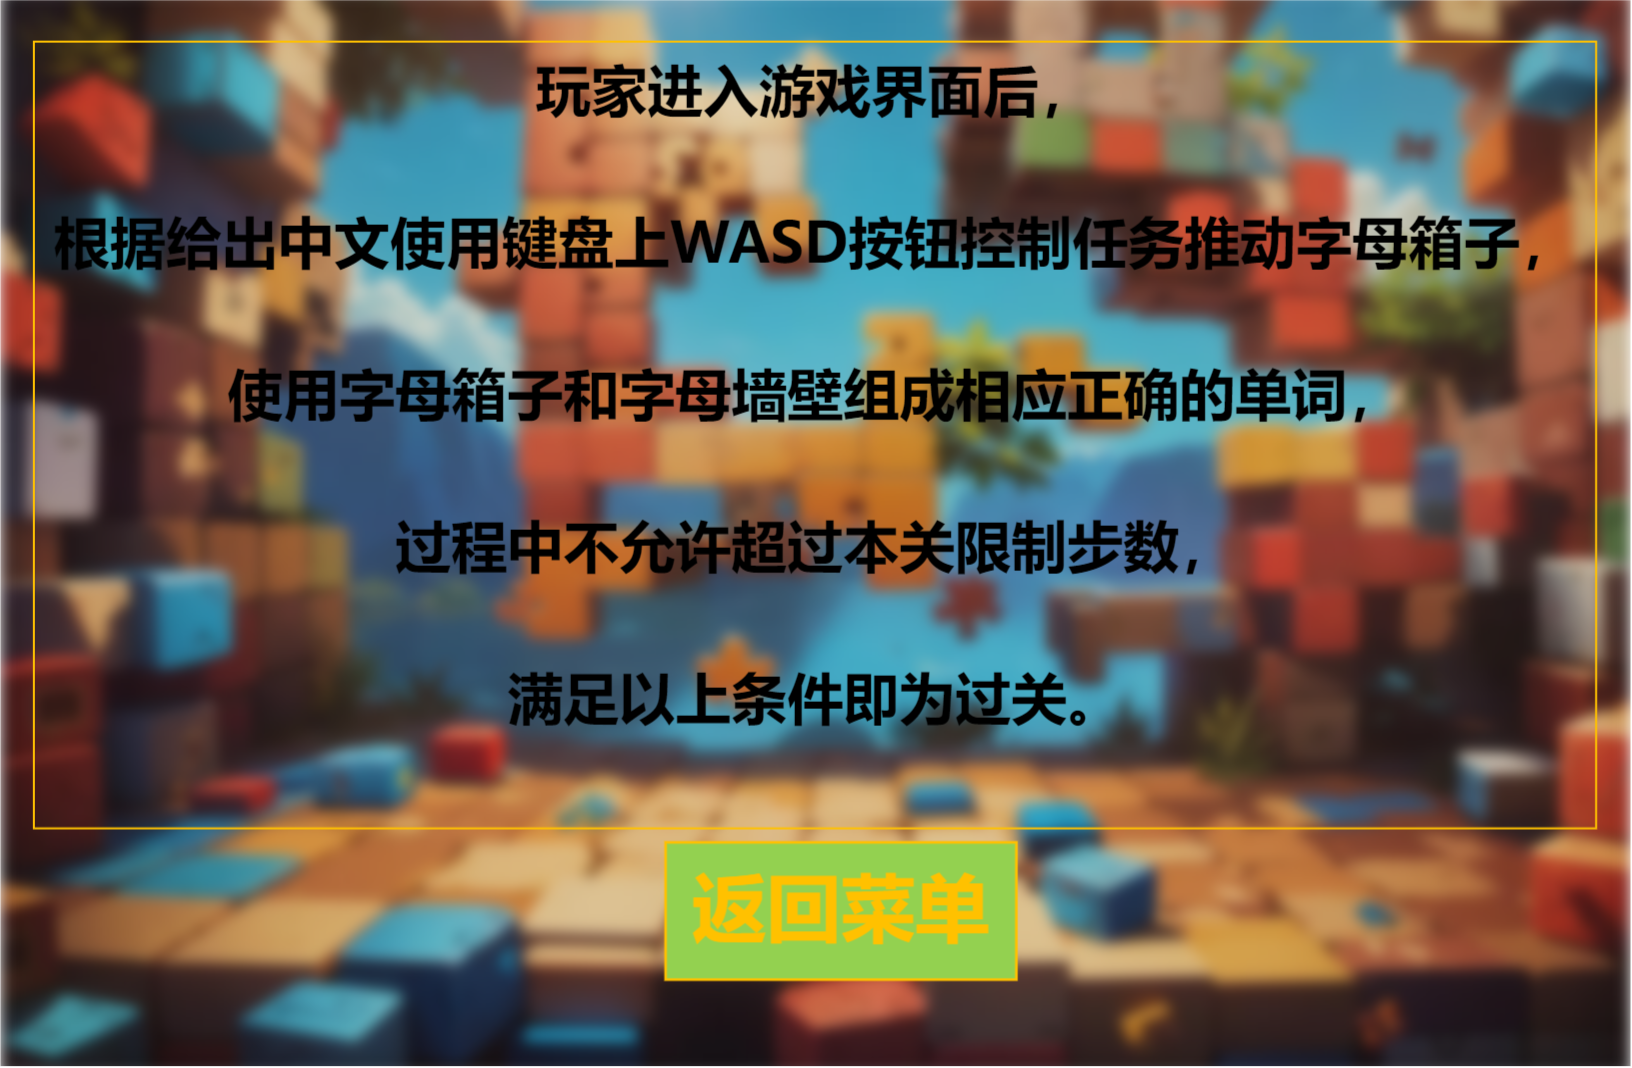 玩家进入游戏界面后，
根据给出中文使用键盘上WASD按钮控制任务推动字母箱子，
使用字母箱子和字母墙壁组成相应正确的单词，
过程中不允许超过本关限制步数，
满足以上条件即为过关。
返回菜单